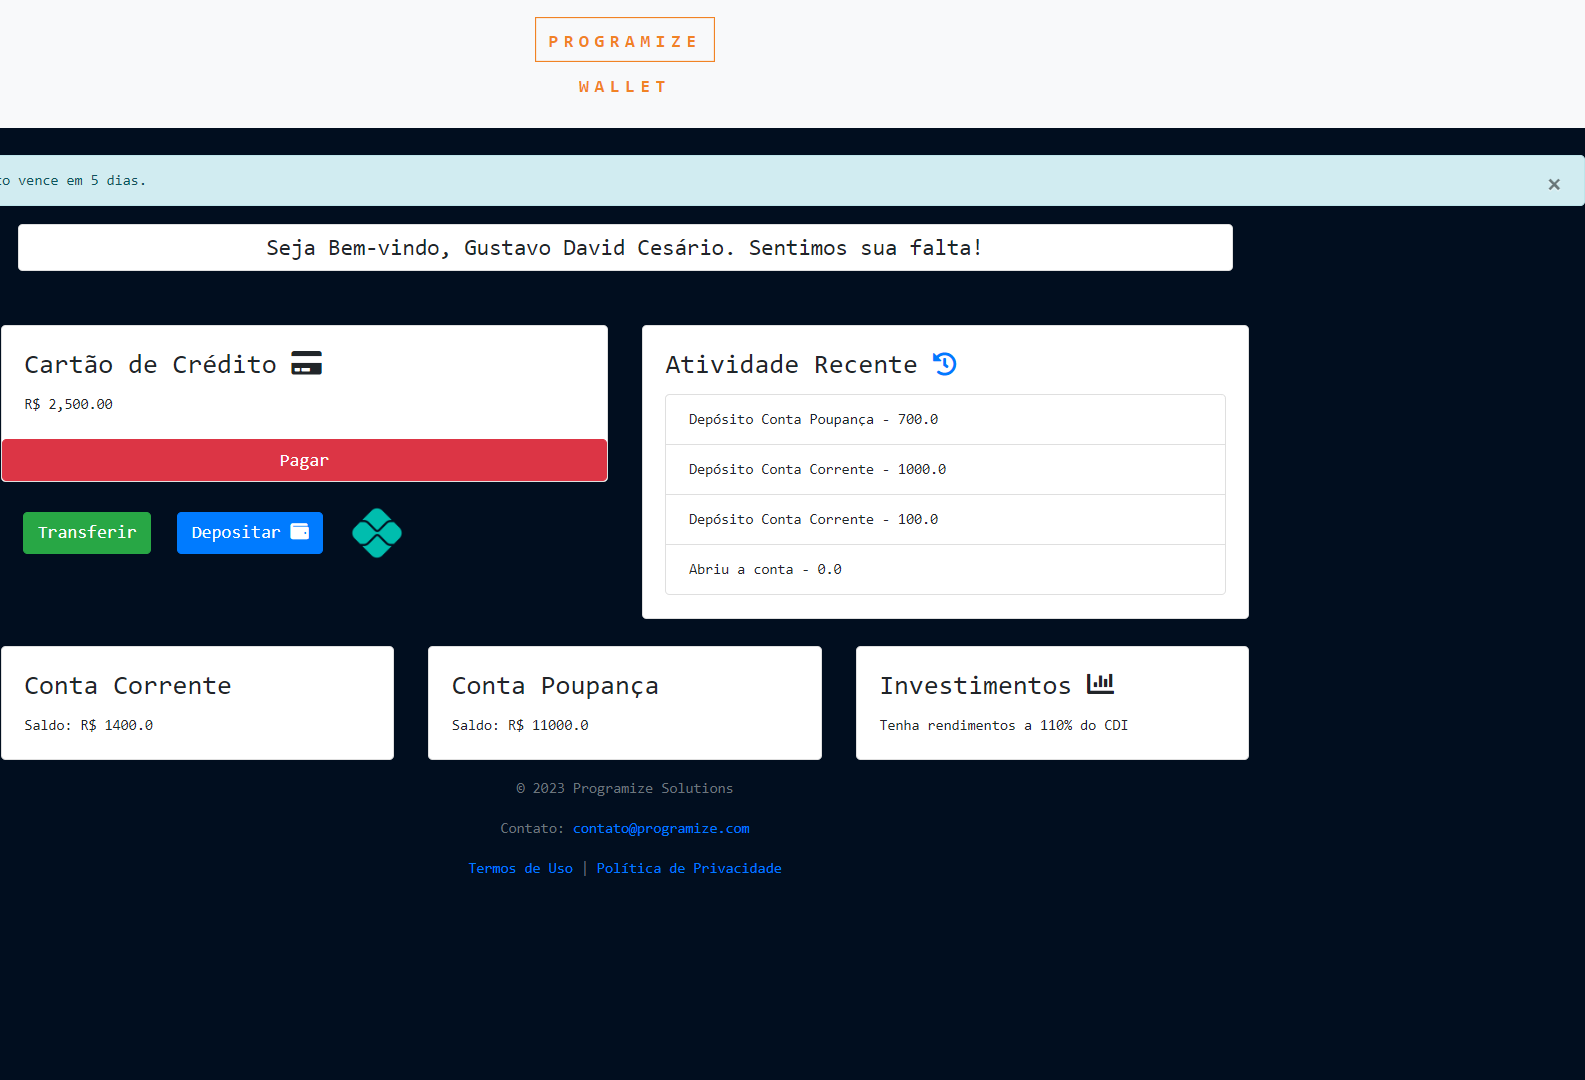 PROGRAMIZE
WALLET
vence em 5 dias.
×
Seja Bem-vindo, Gustavo David Cesário. Sentimos sua falta!
Cartão de Crédito
R$ 2,500.00
Pagar
Transferir
Depositar
Atividade Recente
Depósito Conta Poupança - 700.0
Depósito Conta Corrente - 1000.0
Depósito Conta Corrente - 100.0
Abriu a conta - 0.0
Conta Corrente
Saldo: R$ 1400.0
Conta Poupança
Saldo: R$ 11000.0
Investimentos
Tenha rendimentos a 110% do CDI
© 2023 Programize Solutions
Contato: contato@programize.com
Termos de Uso | Política de Privacidade